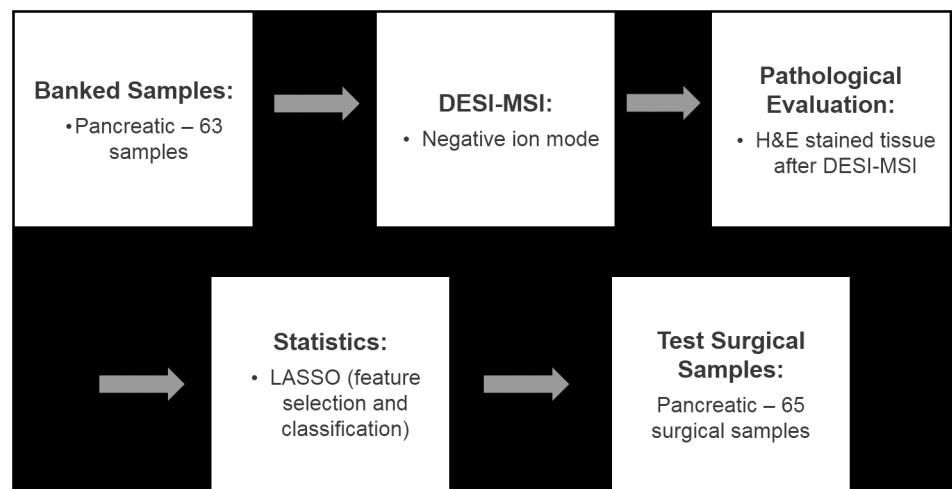 Banked Samples:
•Pancreatic – 63
samples
DESI-MSI:
• Negative ion mode
Pathological
Evaluation:
• H&E stained tissue
after DESI-MSI
Statistics:
• LASSO (feature
selection and
classification)
Test Surgical
Samples:
Pancreatic – 65
surgical samples